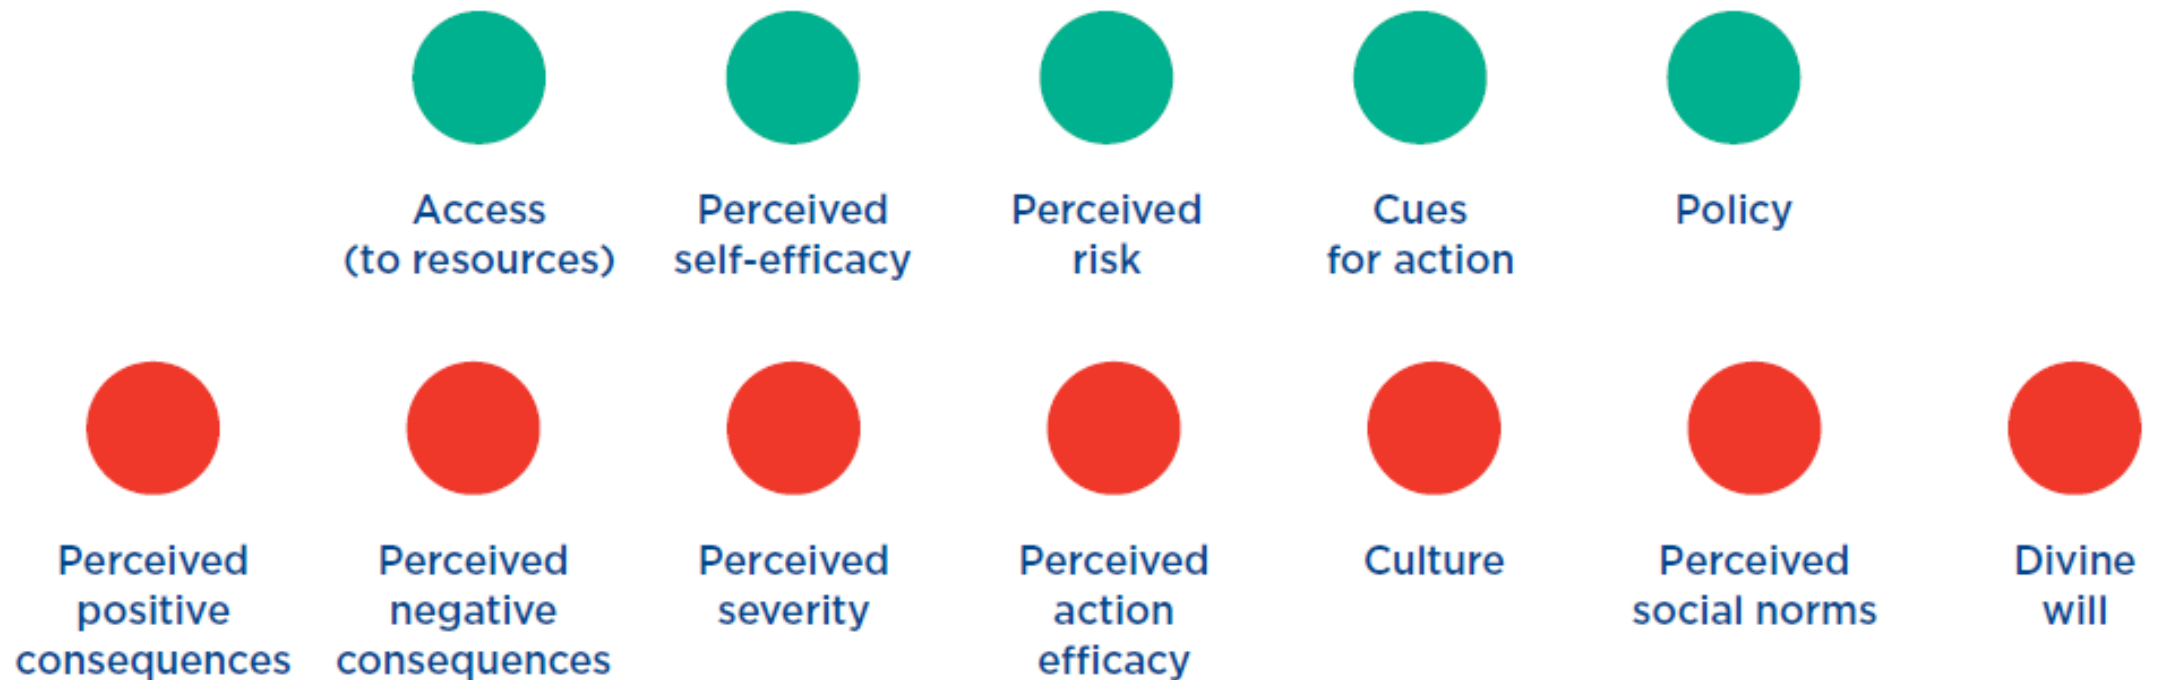 Access
(to resources)
Perceived
self-efficacy
Perceived
risk
Cues
for action
Policy
Perceived
positive
consequences
Perceived
negative
consequences
Perceived
severity
Perceived
action
efficacy
Culture
Perceived
social norms
Divine
will